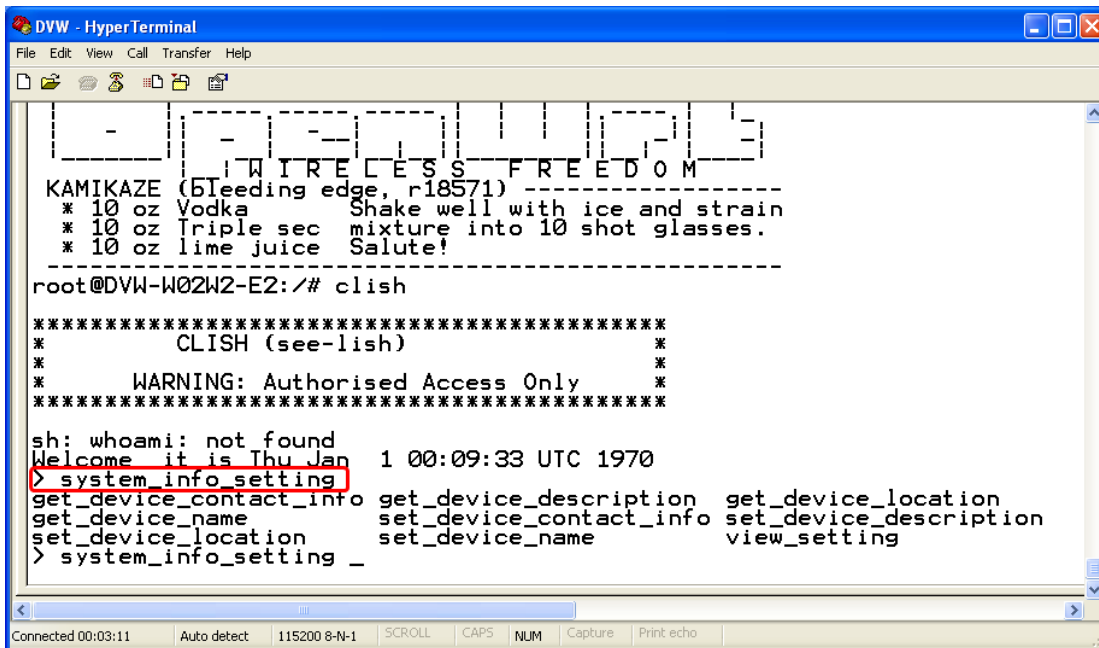 DVW - HyperTerminal
File Edit View Call Transfer Help
W I R E L E S S F R E E D O M
KAMIKAZE (bleeding edge, r18571) ------------------
* 10 oz Vodka Shake well with ice and strain
* 10 oz Triple sec mixture into 10 shot glasses.
* 10 oz lime juice Salute!
---------------------------------------------------
root@DVW-W02W2-E2:/# clish
********************************************
* CLISH (see-lish) *
* *
* WARNING: Authorised Access Only *
********************************************
sh: whoami: not found
Welcome it is Thu Jan 1 00:09:33 UTC 1970
> system_info_setting
get_device_contact_info get_device_description get_device_location
get_device_name set_device_contact_info set_device_description
set_device_location set_device_name view_setting
> system_info_setting _
Connected 00:03:11 Auto detect 115200 8-N-1 SCROLL CAPS NUM Capture Print echo